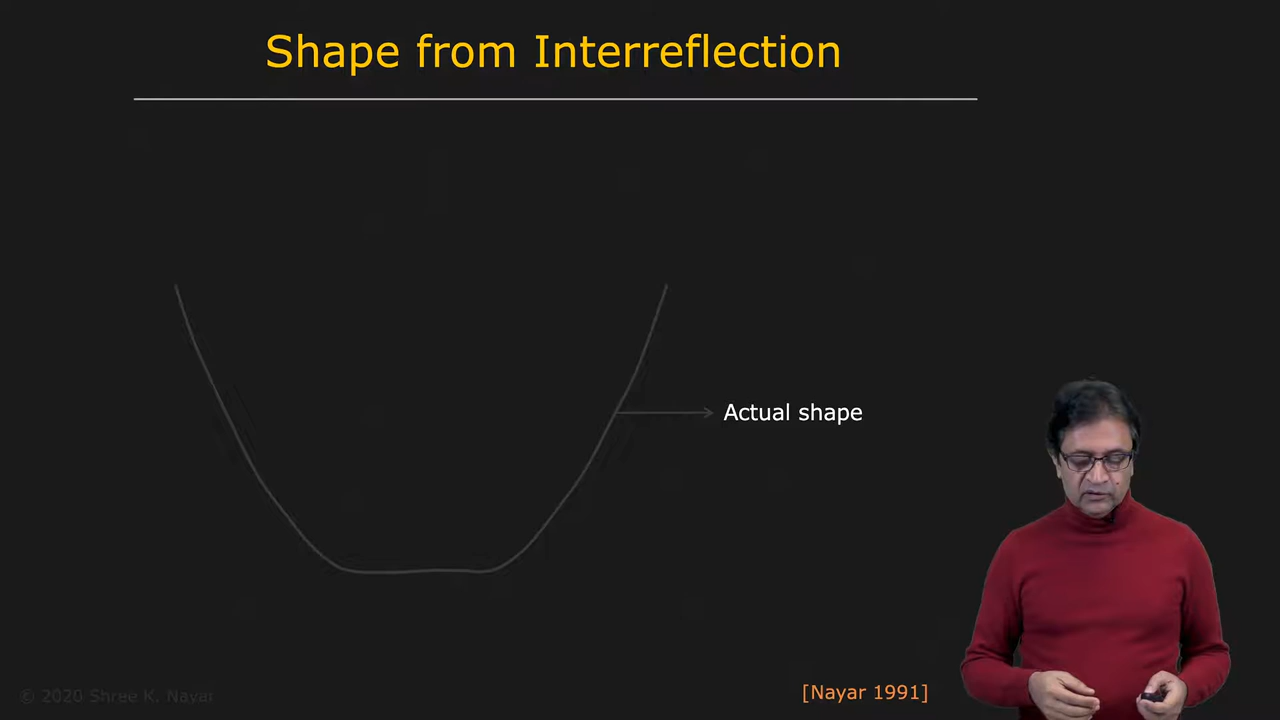 Shape from Interreflection
Actual shape
© 2020 Shree K. Nayar
[Nayar 1991]